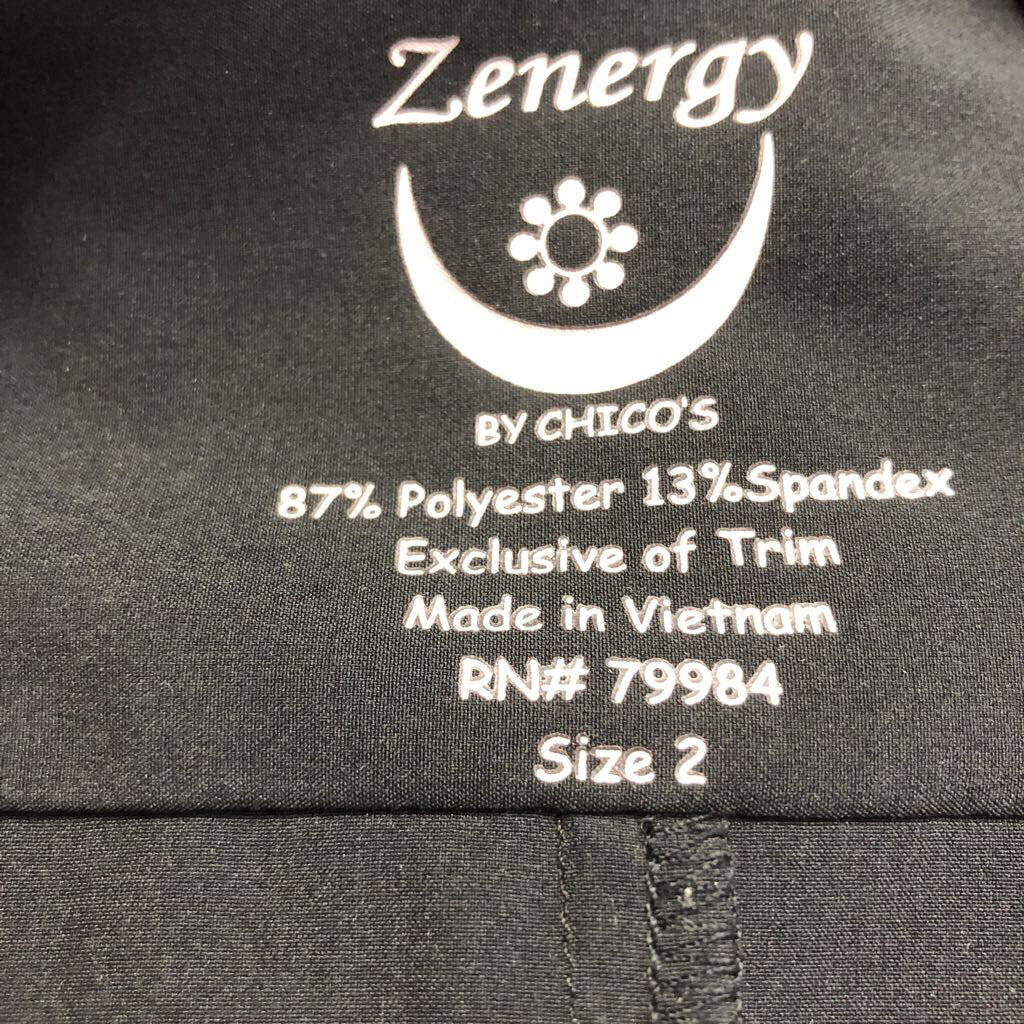 Zenergy
BY CHICO'S
87% Polyester 13%Spandex
Exclusive of Trim
Made in Vietnam
RN# 79984
Size 2